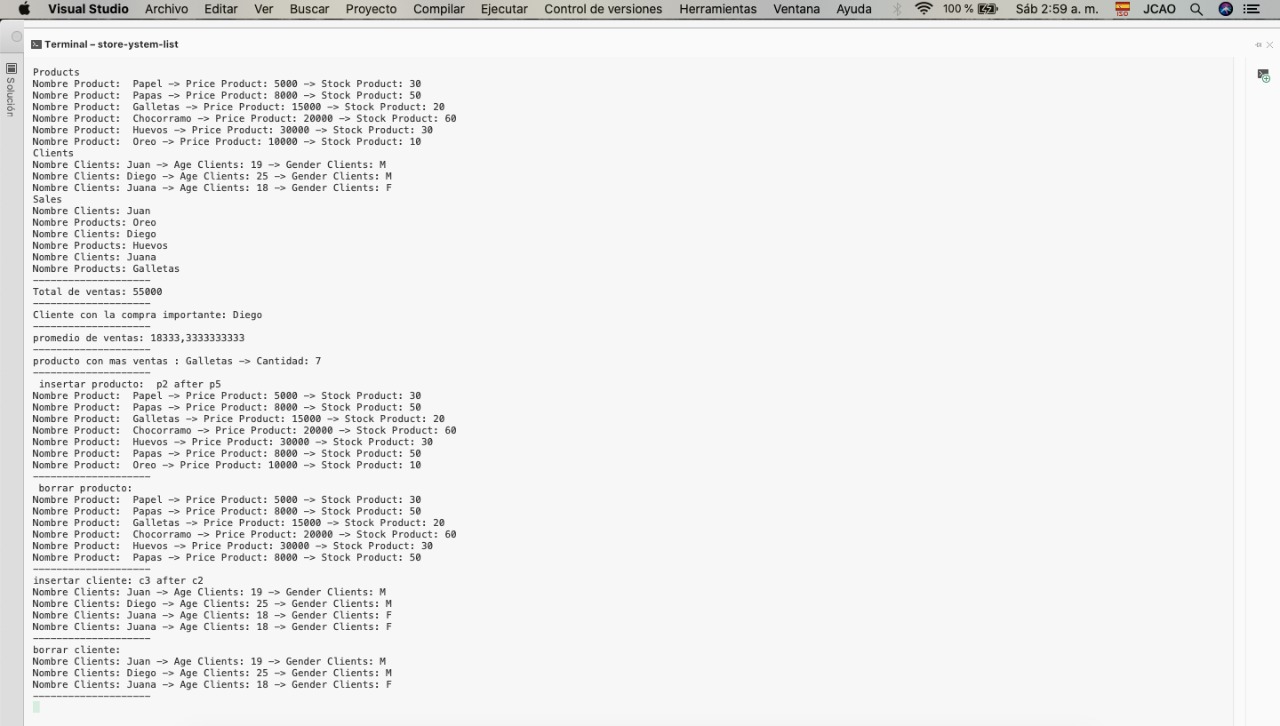 Visual Studio Archivo Editar Ver Buscar Proyecto Compilar Ejecutar Control de versiones Herramientas Ventana Ayuda 100 % Sáb 2:59 a. m. ISO JCAO
Terminal – store-ystem-list
Solución
Products
Nombre Product:  Papel -> Price Product: 5000 -> Stock Product: 30
Nombre Product:  Papas -> Price Product: 8000 -> Stock Product: 50
Nombre Product:  Galletas -> Price Product: 15000 -> Stock Product: 20
Nombre Product:  Chocorramo -> Price Product: 20000 -> Stock Product: 60
Nombre Product:  Huevos -> Price Product: 30000 -> Stock Product: 30
Nombre Product:  Oreo -> Price Product: 10000 -> Stock Product: 10
Clients
Nombre Clients: Juan -> Age Clients: 19 -> Gender Clients: M
Nombre Clients: Diego -> Age Clients: 25 -> Gender Clients: M
Nombre Clients: Juana -> Age Clients: 18 -> Gender Clients: F
Sales
Nombre Clients: Juan
Nombre Products: Oreo
Nombre Clients: Diego
Nombre Products: Huevos
Nombre Clients: Juana
Nombre Products: Galletas
--------------------
Total de ventas: 55000
--------------------
Cliente con la compra importante: Diego
--------------------
promedio de ventas: 18333,3333333333
--------------------
producto con mas ventas : Galletas -> Cantidad: 7
--------------------
 insertar producto:  p2 after p5
Nombre Product:  Papel -> Price Product: 5000 -> Stock Product: 30
Nombre Product:  Papas -> Price Product: 8000 -> Stock Product: 50
Nombre Product:  Galletas -> Price Product: 15000 -> Stock Product: 20
Nombre Product:  Chocorramo -> Price Product: 20000 -> Stock Product: 60
Nombre Product:  Huevos -> Price Product: 30000 -> Stock Product: 30
Nombre Product:  Papas -> Price Product: 8000 -> Stock Product: 50
Nombre Product:  Oreo -> Price Product: 10000 -> Stock Product: 10
--------------------
 borrar producto:
Nombre Product:  Papel -> Price Product: 5000 -> Stock Product: 30
Nombre Product:  Papas -> Price Product: 8000 -> Stock Product: 50
Nombre Product:  Galletas -> Price Product: 15000 -> Stock Product: 20
Nombre Product:  Chocorramo -> Price Product: 20000 -> Stock Product: 60
Nombre Product:  Huevos -> Price Product: 30000 -> Stock Product: 30
Nombre Product:  Papas -> Price Product: 8000 -> Stock Product: 50
--------------------
insertar cliente: c3 after c2
Nombre Clients: Juan -> Age Clients: 19 -> Gender Clients: M
Nombre Clients: Diego -> Age Clients: 25 -> Gender Clients: M
Nombre Clients: Juana -> Age Clients: 18 -> Gender Clients: F
Nombre Clients: Juana -> Age Clients: 18 -> Gender Clients: F
--------------------
borrar cliente:
Nombre Clients: Juan -> Age Clients: 19 -> Gender Clients: M
Nombre Clients: Diego -> Age Clients: 25 -> Gender Clients: M
Nombre Clients: Juana -> Age Clients: 18 -> Gender Clients: F
--------------------